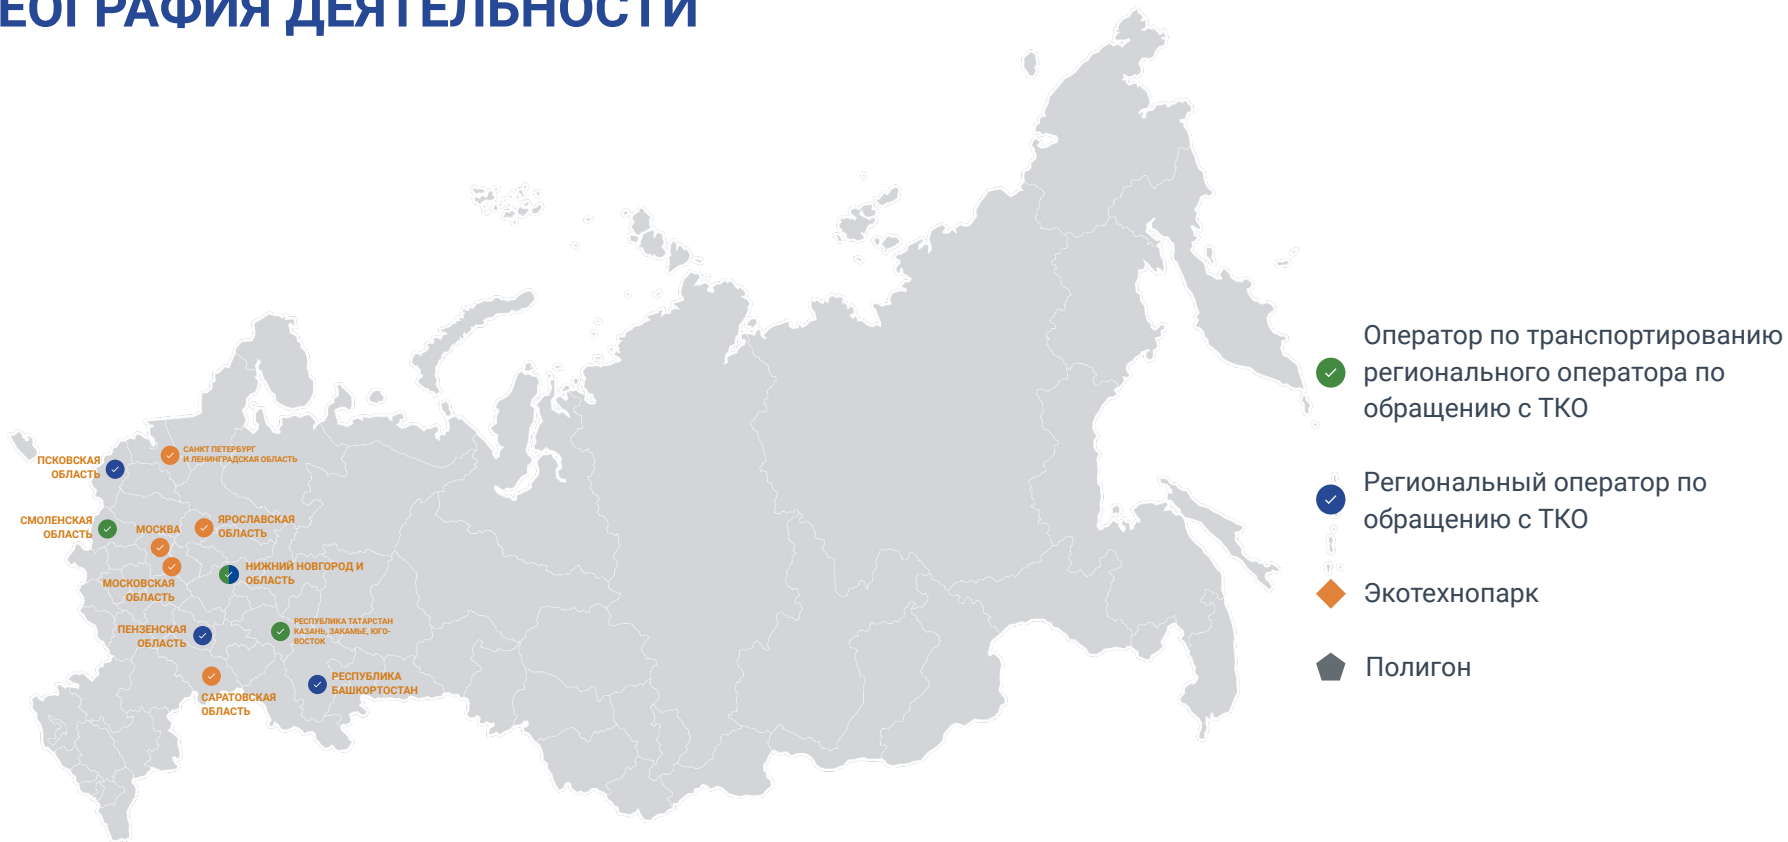 ЕОГРАФИЯ ДЕЯТЕЛЬНОСТИ
ПСКОВСКАЯ
ОБЛАСТЬ
САНКТ ПЕТЕРБУРГ
И ЛЕНИНГРАДСКАЯ ОБЛАСТЬ
СМОЛЕНСКАЯ
ОБЛАСТЬ
МОСКВА
ЯРОСЛАВСКАЯ
ОБЛАСТЬ
МОСКОВСКАЯ
ОБЛАСТЬ
НИЖНИЙ НОВГОРОД И
ОБЛАСТЬ
ПЕНЗЕНСКАЯ
ОБЛАСТЬ
РЕСПУБЛИКА ТАТАРСТАН
КАЗАНЬ, ЗАКАМЬЕ, ЮГО-
ВОСТОК
САРАТОВСКАЯ
ОБЛАСТЬ
РЕСПУБЛИКА
БАШКОРТОСТАН
Оператор по транспортированию
регионального оператора по
обращению с ТКО
Региональный оператор по
обращению с ТКО
Экотехнопарк
Полигон